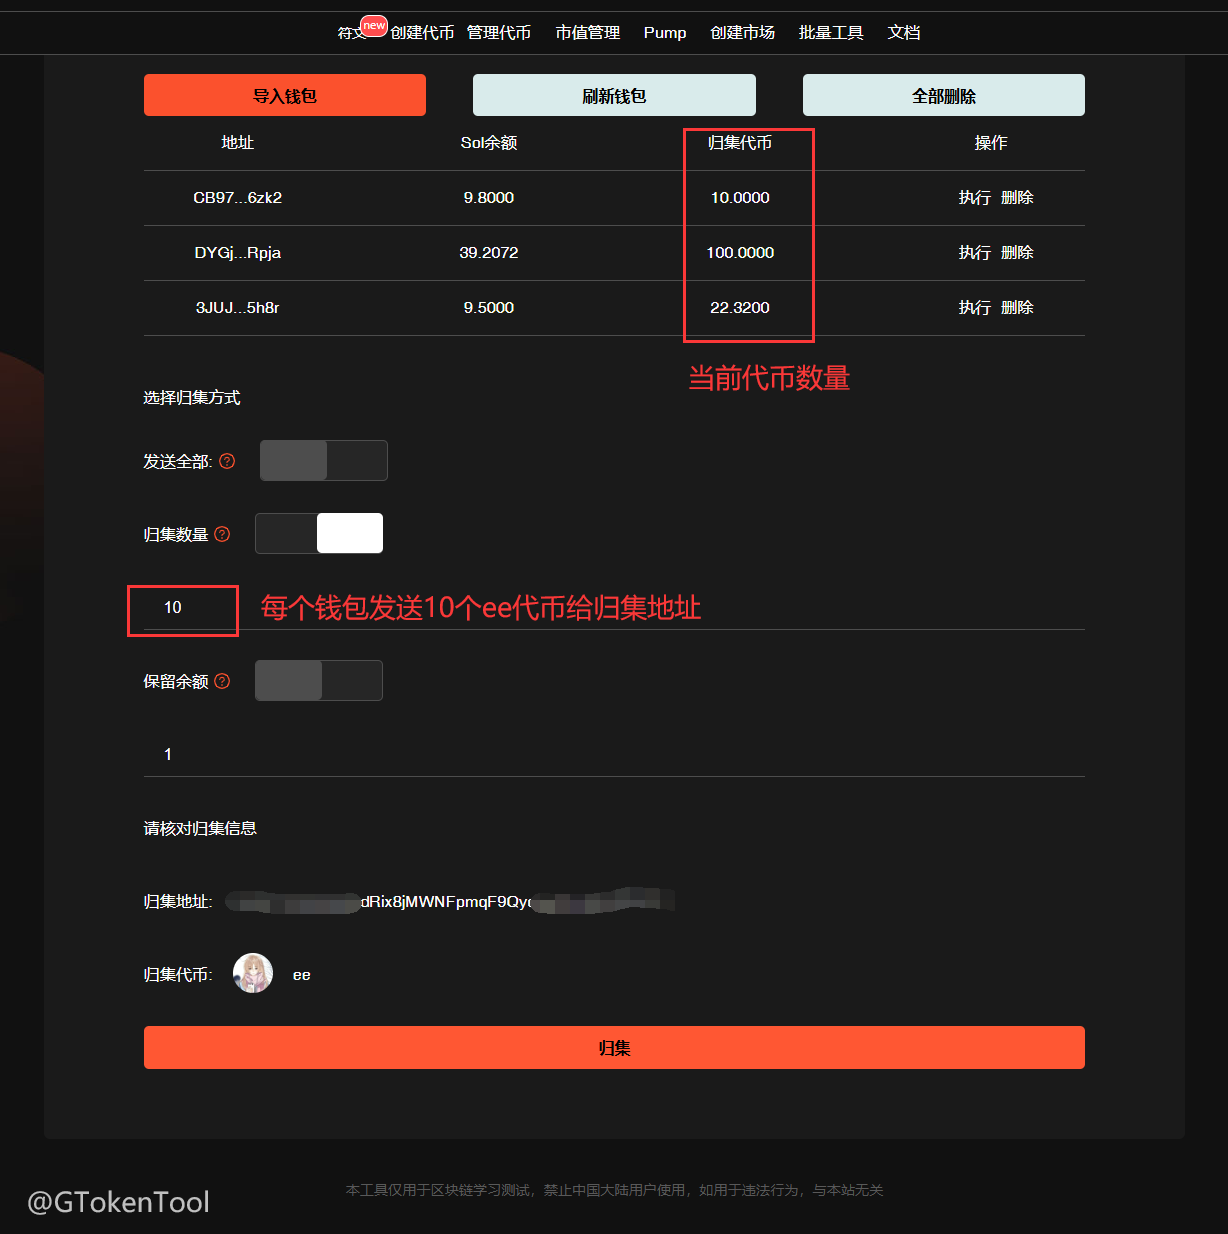 符文 new 创建代币 管理代币 市值管理 Pump 创建市场 批量工具 文档
导入钱包 刷新钱包 全部删除
地址 Sol余额 归集代币 操作
CB97...6zk2 9.8000 10.0000 执行 删除
DYGj...Rpja 39.2072 100.0000 执行 删除
3JUJ...5h8r 9.5000 22.3200 执行 删除
当前代币数量
选择归集方式
发送全部: ?
归集数量 ?
10 每个钱包发送10个ee代币给归集地址
保留余额 ?
1
请核对归集信息
归集地址: dRix8jMWNFpmqF9Qy
归集代币: ee
归集
本工具仅用于区块链学习测试，禁止中国大陆用户使用，如用于违法行为，与本站无关
@GTokenTool